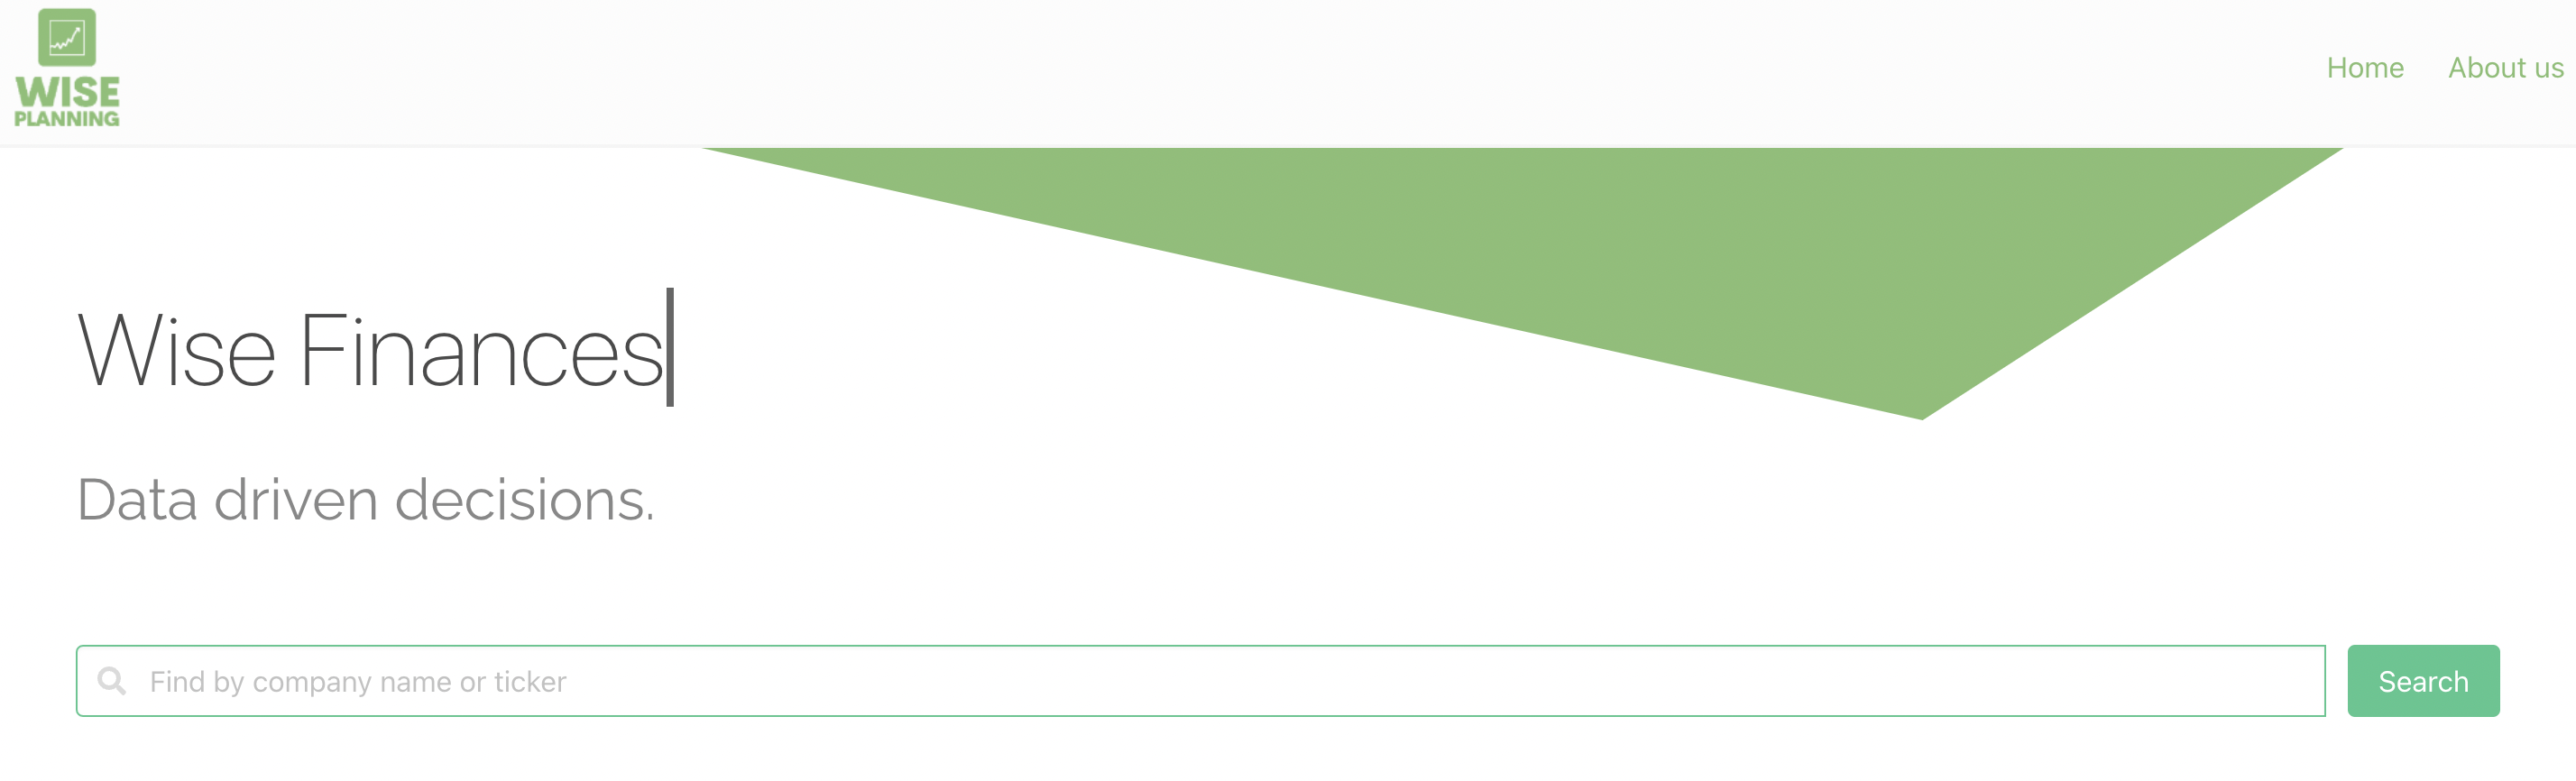 WISE
PLANNING
Home
About us
Wise Finances
Data driven decisions.
Find by company name or ticker
Search